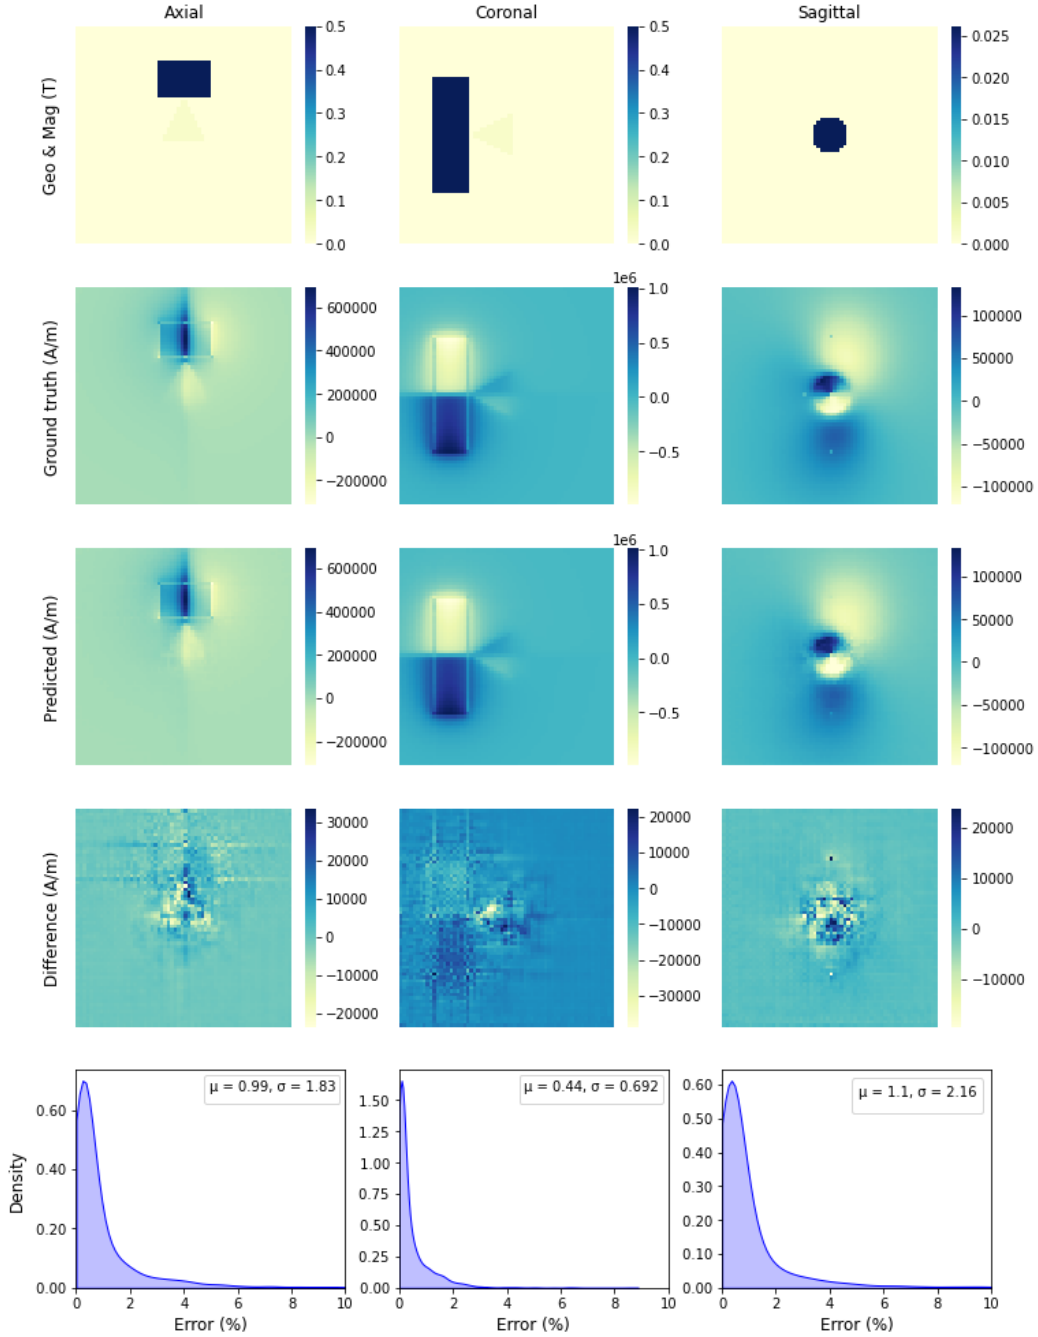 Axial Coronal Sagittal
Geo & Mag (T)
0.5 0.4 0.3 0.2 0.1 0.0
0.5 0.4 0.3 0.2 0.1 0.0
0.025 0.020 0.015 0.010 0.005 0.000
Ground truth (A/m)
600000 400000 200000 0 −200000
1e6
1.0 0.5 0.0 −0.5
100000 50000 0 −50000 −100000
Predicted (A/m)
600000 400000 200000 0 −200000
1e6
1.0 0.5 0.0 −0.5
100000 50000 0 −50000 −100000
Difference (A/m)
30000 20000 10000 0 −10000 −20000
20000 10000 0 −10000 −20000 −30000
20000 10000 0 −10000
Density
μ = 0.99, σ = 1.83
0.60 0.40 0.20 0.00
0 2 4 6 8 10
Error (%)
μ = 0.44, σ = 0.692
1.50 1.25 1.00 0.75 0.50 0.25 0.00
0 2 4 6 8 10
Error (%)
μ = 1.1, σ = 2.16
0.60 0.50 0.40 0.30 0.20 0.10 0.00
0 2 4 6 8 10
Error (%)